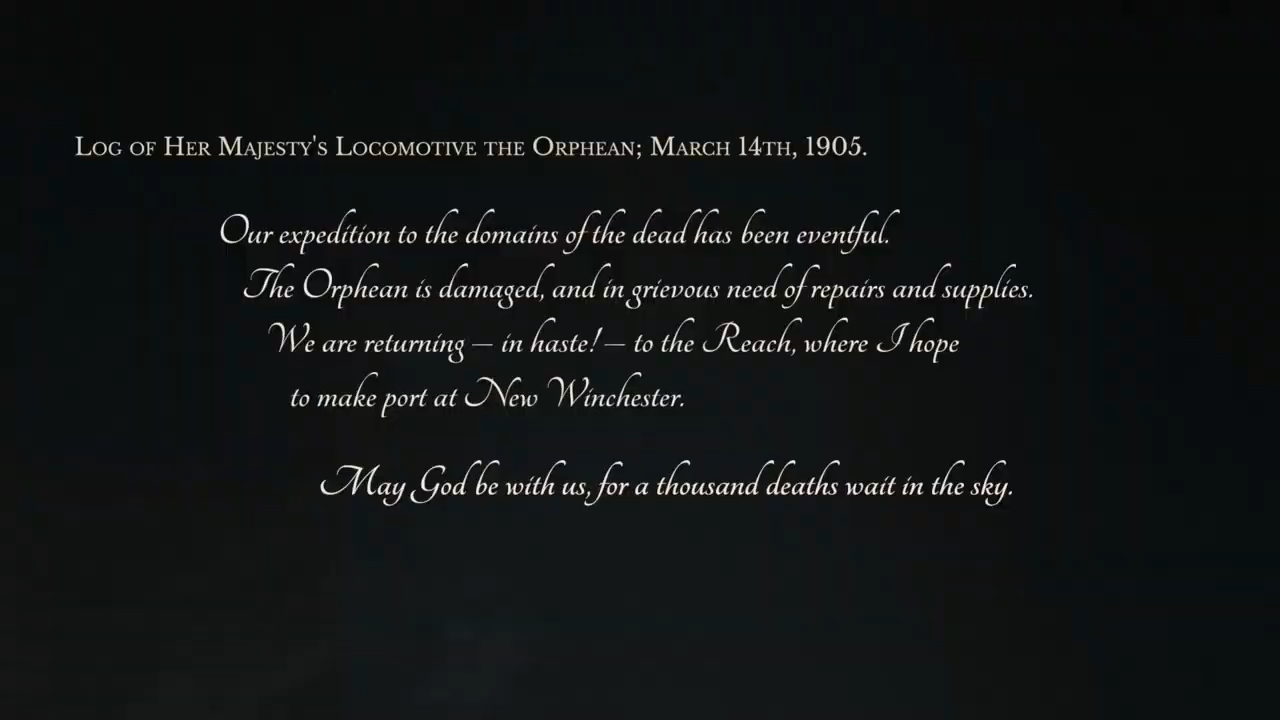 Log of Her Majesty's Locomotive the Orphean; March 14th, 1905.
Our expedition to the domains of the dead has been eventful.
The Orphean is damaged, and in grievous need of repairs and supplies.
We are returning – in haste! – to the Reach, where I hope
to make port at New Winchester.
May God be with us, for a thousand deaths wait in the sky.